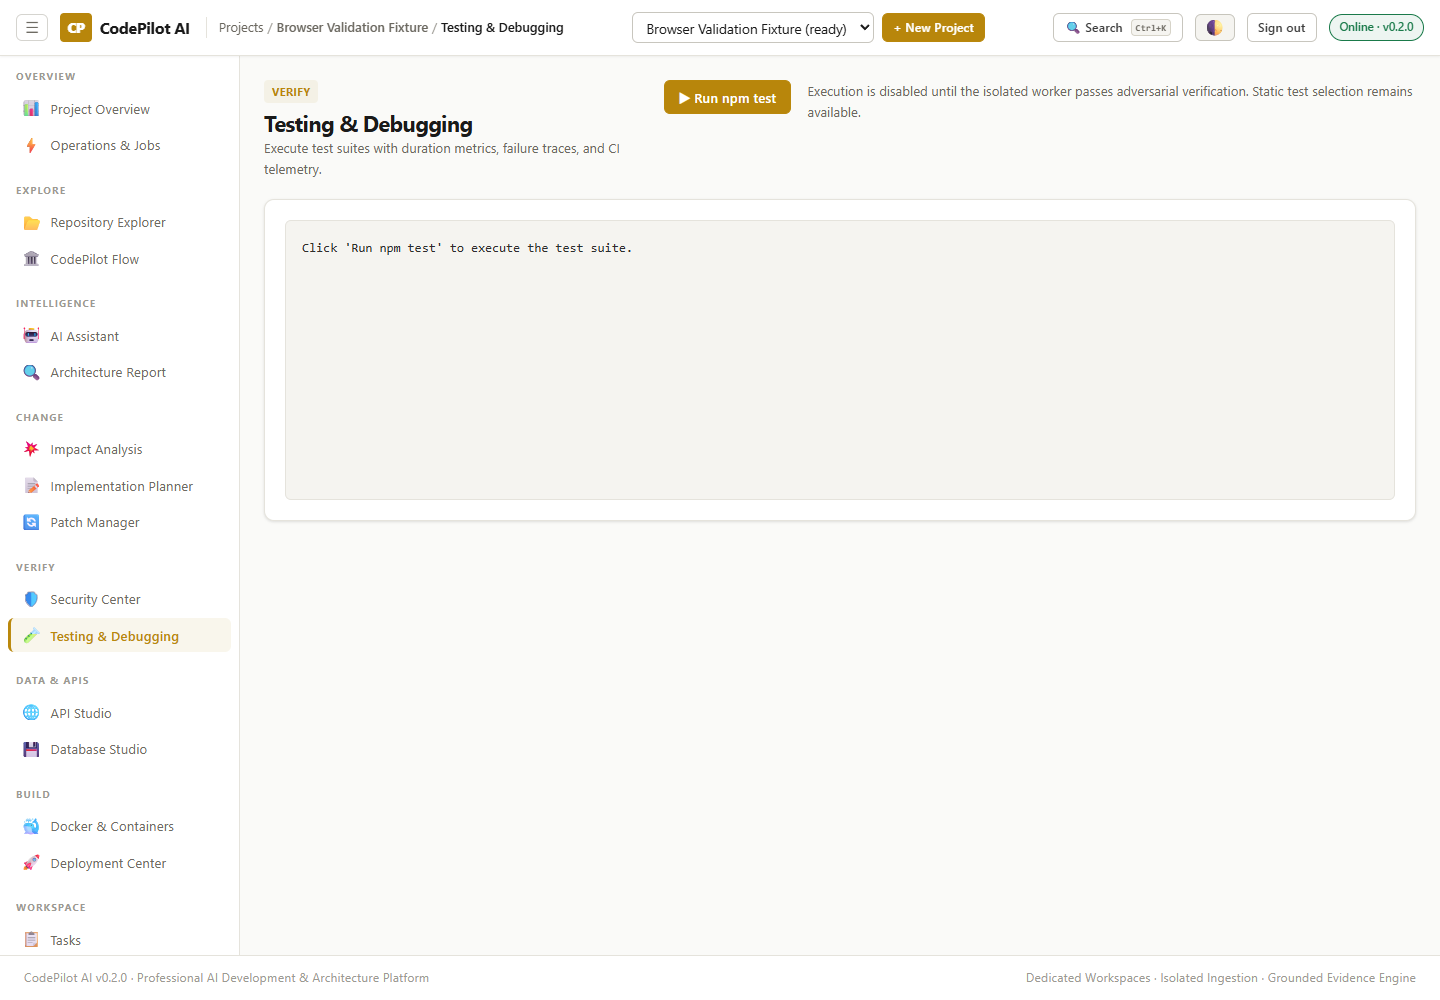 ☰ CP CodePilot AI Projects / Browser Validation Fixture / Testing & Debugging Browser Validation Fixture (ready) + New Project Search Ctrl+K Sign out Online · v0.2.0
OVERVIEW
Project Overview
Operations & Jobs
EXPLORE
Repository Explorer
CodePilot Flow
INTELLIGENCE
AI Assistant
Architecture Report
CHANGE
Impact Analysis
Implementation Planner
Patch Manager
VERIFY
Security Center
Testing & Debugging
DATA & APIS
API Studio
Database Studio
BUILD
Docker & Containers
Deployment Center
WORKSPACE
Tasks
VERIFY
Testing & Debugging
Execute test suites with duration metrics, failure traces, and CI
telemetry.
▶ Run npm test
Execution is disabled until the isolated worker passes adversarial verification. Static test selection remains
available.
Click 'Run npm test' to execute the test suite.
CodePilot AI v0.2.0 · Professional AI Development & Architecture Platform
Dedicated Workspaces · Isolated Ingestion · Grounded Evidence Engine